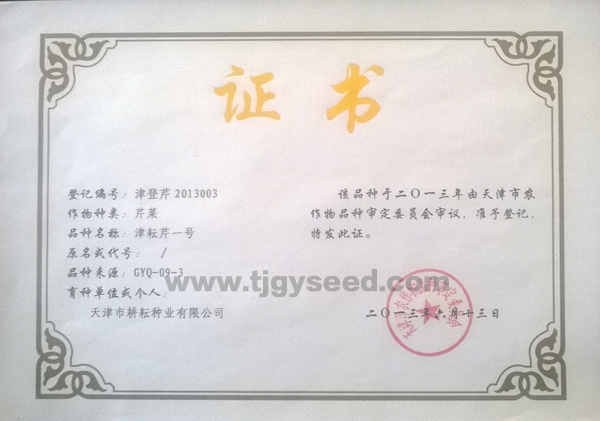 证书
登记编号：津登芹2013003
作物种类：芹菜
品种名称：津耘芹一号
原名或代号： /
品种来源：GYQ-09-3
育种单位或个人：
天津市耕耘种业有限公司
该品种于二〇一三年由天津市农
作物品种审定委员会审议，准予登记，
特发此证。
二〇一三年六月十三日
www.tjgyseed.com